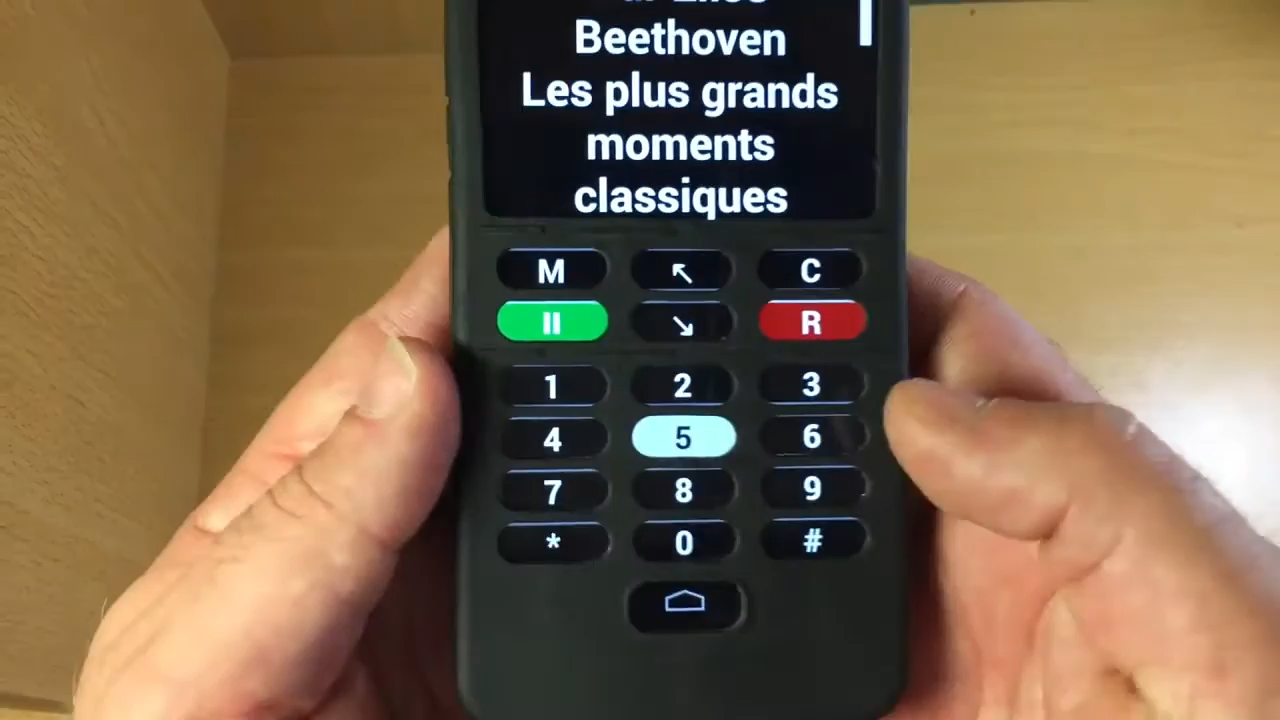 Beethoven
Les plus grands
moments
classiques
M ↖ C
II ↘ R
1 2 3
4 5 6
7 8 9
* 0 #